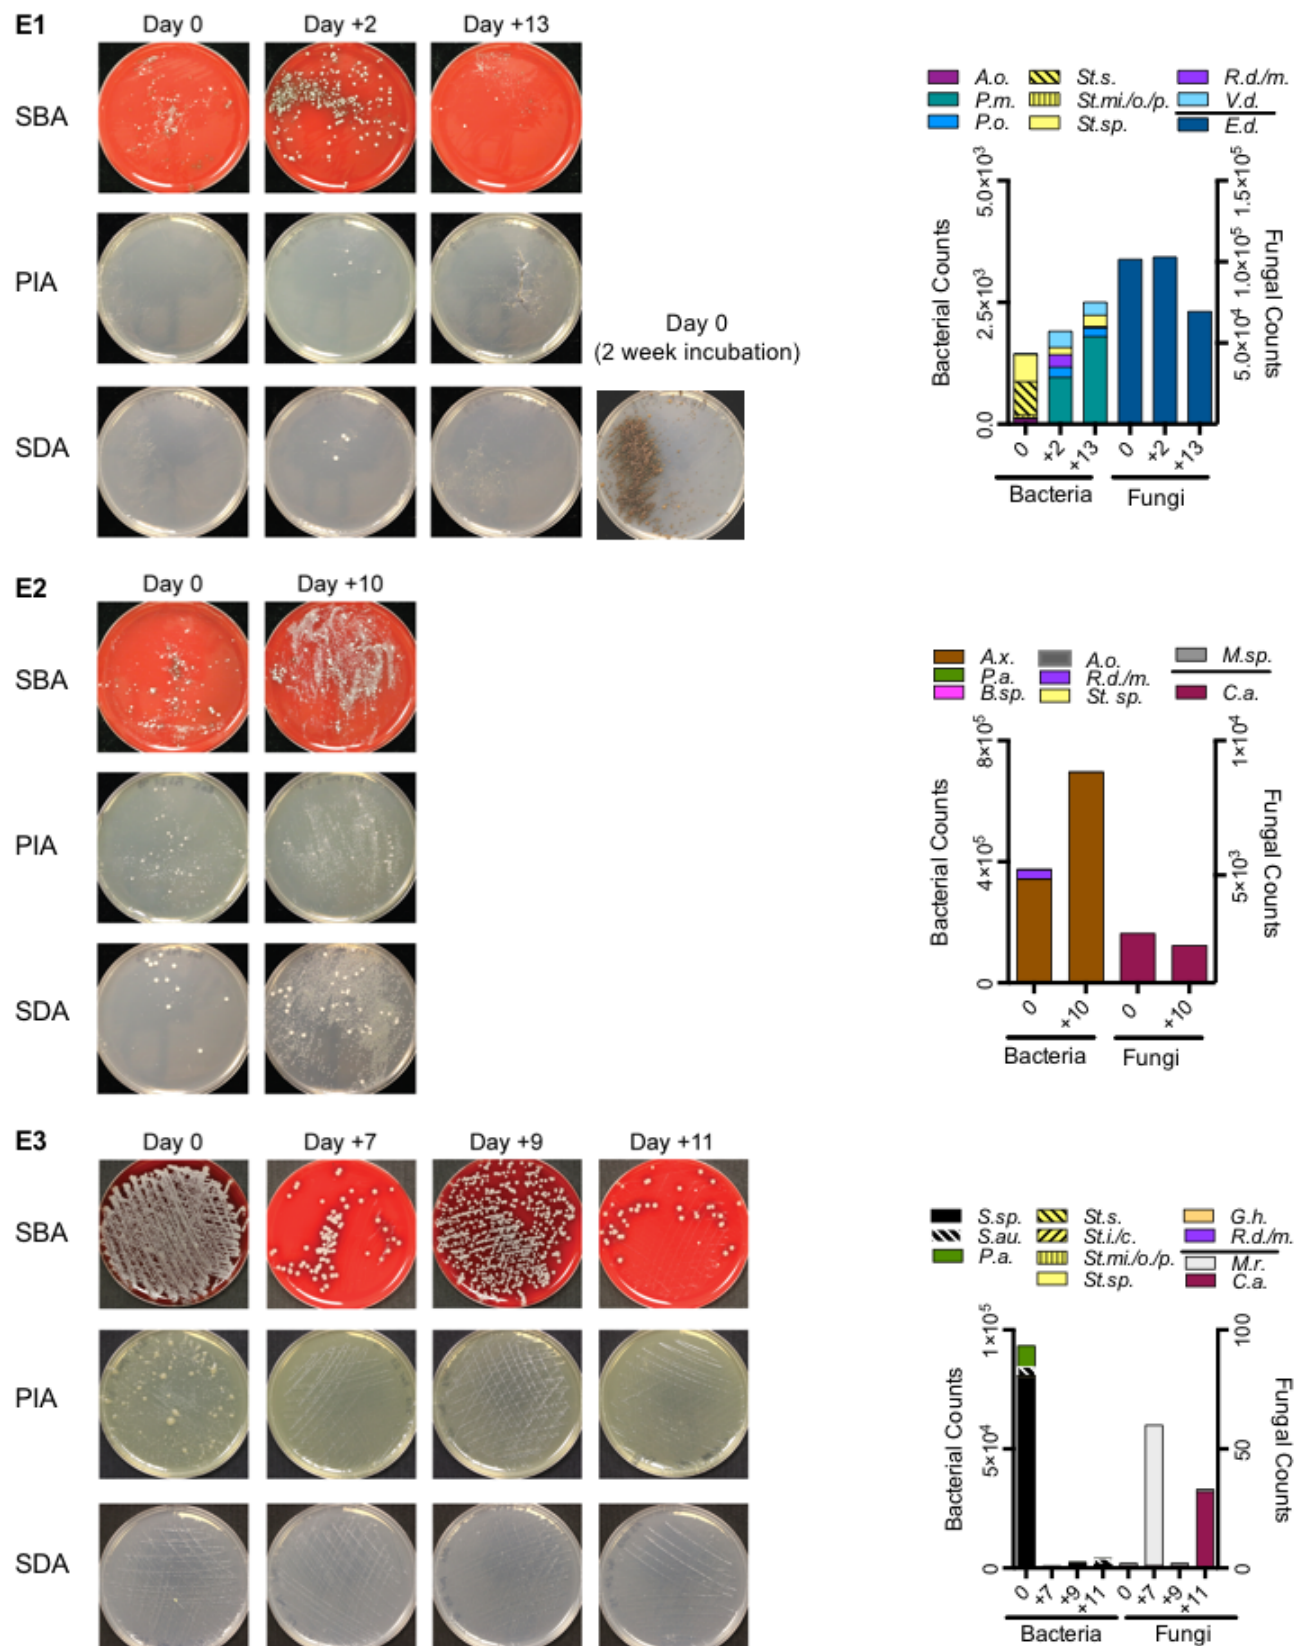 E1
Day 0 Day +2 Day +13
SBA
PIA
SDA
Day 0
(2 week incubation)
A.o. St.s. R.d./m.
P.m. St.mi./o./p. V.d.
P.o. St.sp. E.d.
Bacterial Counts
5.0×10³
2.5×10³
0.0
Fungal Counts
1.5×10⁵
1.0×10⁵
5.0×10⁴
0 +2 +13 0 +2 +13
Bacteria Fungi
E2
Day 0 Day +10
SBA
PIA
SDA
A.x. A.o. M.sp.
P.a. R.d./m.
B.sp. St. sp. C.a.
Bacterial Counts
8×10⁵
4×10⁵
0
Fungal Counts
1×10⁴
5×10³
0 +10 0 +10
Bacteria Fungi
E3
Day 0 Day +7 Day +9 Day +11
SBA
PIA
SDA
S.sp. St.s. G.h.
S.au. St.i./c. R.d./m.
P.a. St.mi./o./p. M.r.
St.sp. C.a.
Bacterial Counts
1×10⁵
5×10⁴
0
Fungal Counts
100
50
0
0 +7 +9 +11 0 +7 +9 +11
Bacteria Fungi